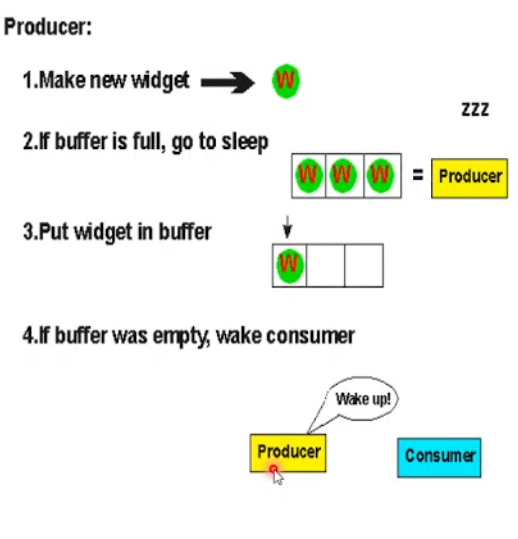 Producer:
1.Make new widget
W
zzz
2.If buffer is full, go to sleep
W W W = Producer
3.Put widget in buffer
W
4.If buffer was empty, wake consumer
Wake up!
Producer
Consumer